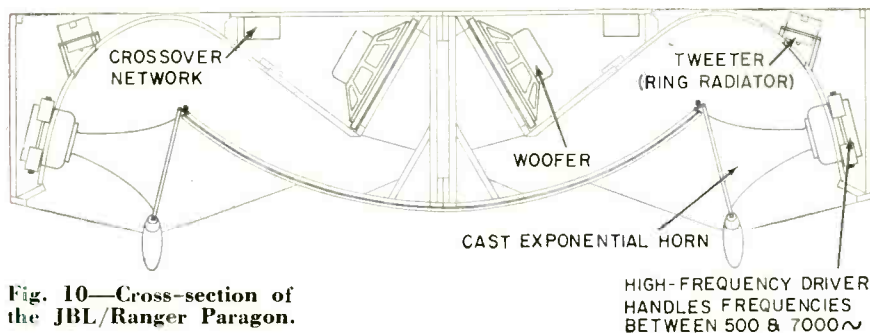 CROSSOVER
NETWORK
TWEETER
(RING RADIATOR)
WOOFER
CAST EXPONENTIAL HORN
Fig. 10—Cross-section of
the JBL/Ranger Paragon.
HIGH-FREQUENCY DRIVER
HANDLES FREQUENCIES
BETWEEN 500 & 7000~